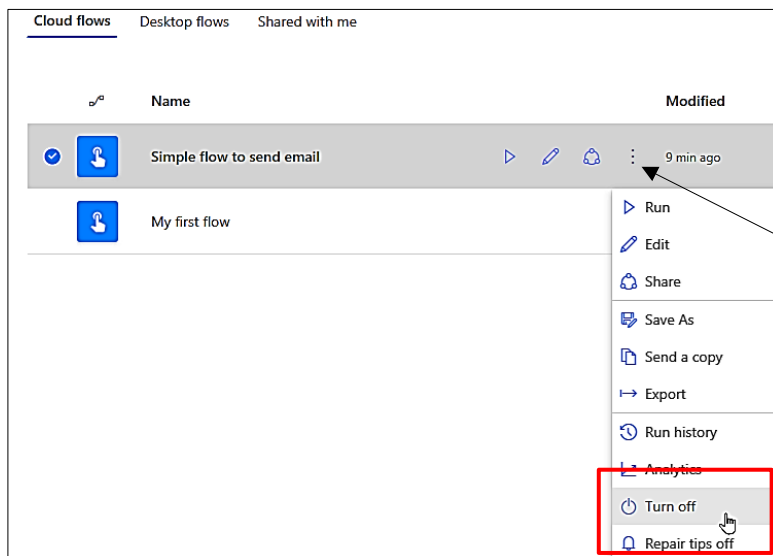 Cloud flows Desktop flows Shared with me
Name Modified
Simple flow to send email 9 min ago
My first flow
Run
Edit
Share
Save As
Send a copy
Export
Run history
Analytics
Turn off
Repair tips off